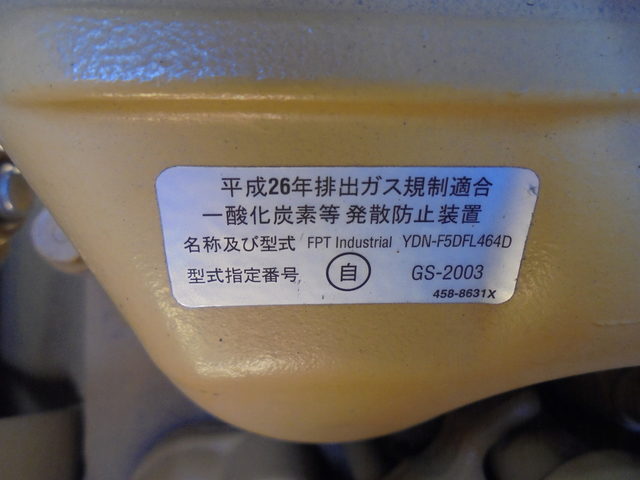 平成26年排出ガス規制適合
一酸化炭素等 発散防止装置
名称及び型式 FPT Industrial YDN-F5DFL464D
型式指定番号 自 GS-2003
458-8631X